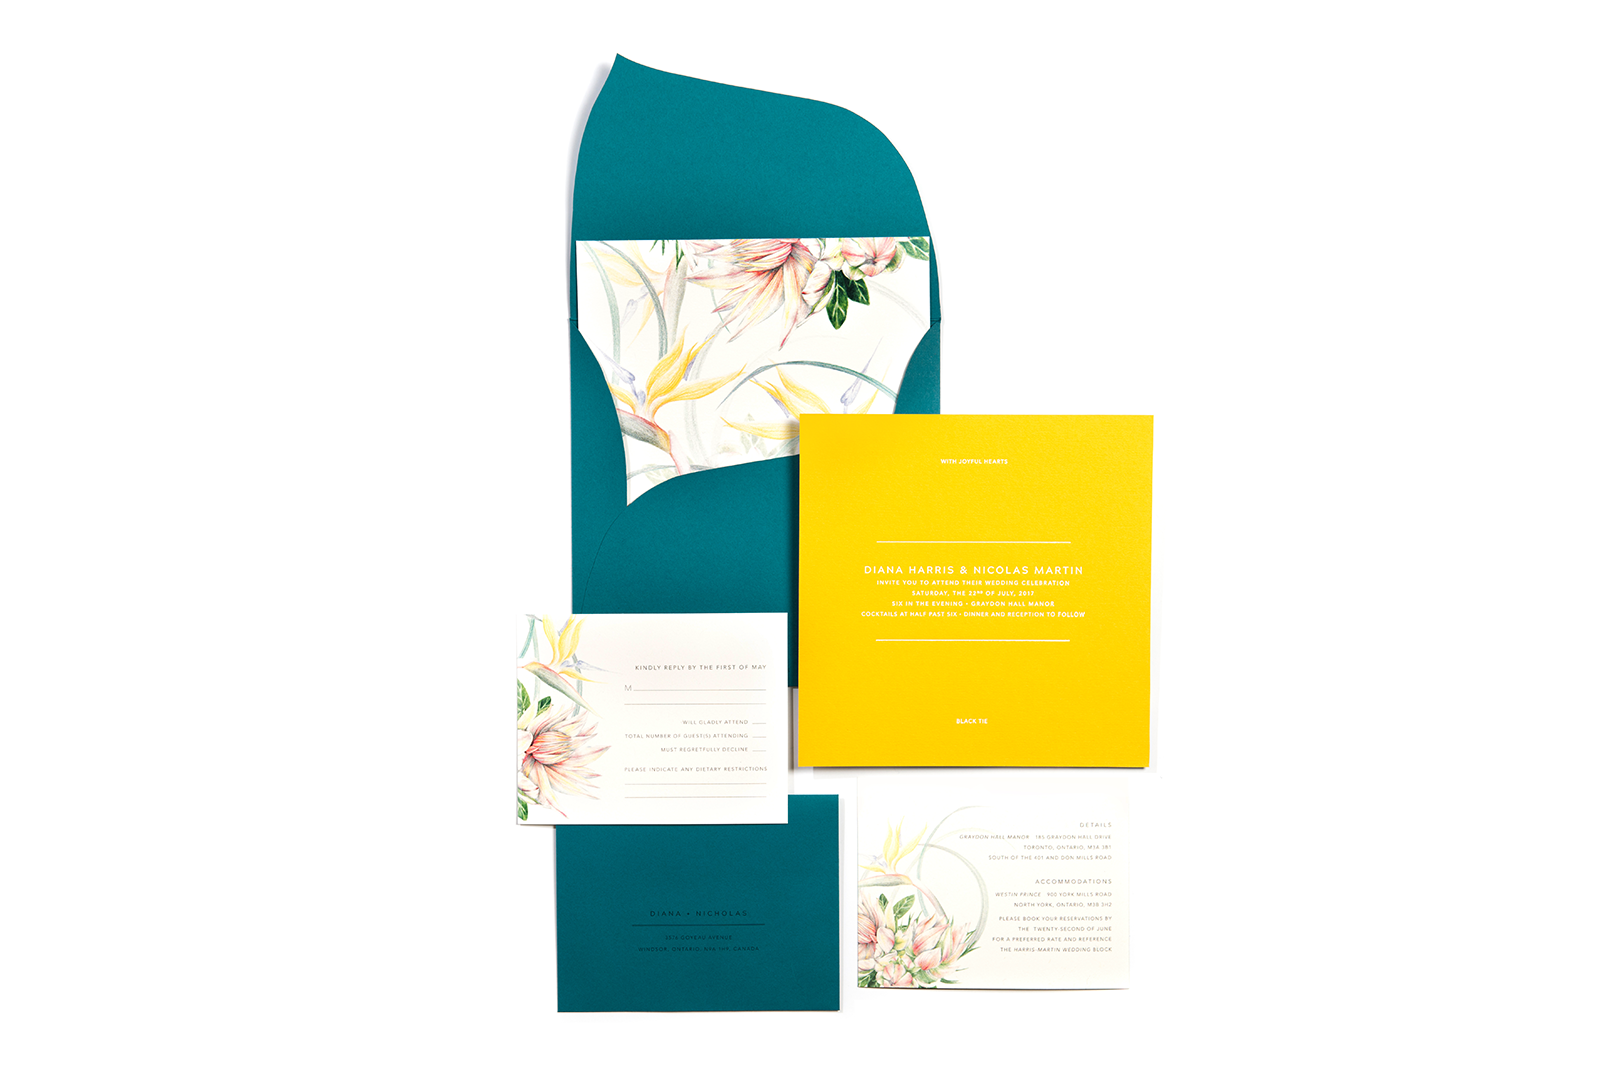 WITH JOYFUL HEARTS
DIANA HARRIS & NICOLAS MARTIN
INVITE YOU TO ATTEND THEIR WEDDING CELEBRATION
SATURDAY, THE 22ND OF JULY, 2017
SIX IN THE EVENING • GRAYDON HALL MANOR
COCKTAILS AT HALF PAST SIX • DINNER AND RECEPTION TO FOLLOW
BLACK TIE
KINDLY REPLY BY THE FIRST OF MAY
M
WILL GLADLY ATTEND
TOTAL NUMBER OF GUEST(S) ATTENDING
MUST REGRETFULLY DECLINE
PLEASE INDICATE ANY DIETARY RESTRICTIONS
DIANA + NICHOLAS
AVENUE
WINDSOR, ONTARIO, CANADA
DETAILS
GRAYDON HALL MANOR 185 GRAYDON HALL DRIVE
TORONTO, ONTARIO, M3A 3B1
SOUTH OF THE 401 AND DON MILLS ROAD
ACCOMMODATIONS
WESTIN PRINCE 900 YORK MILLS ROAD
NORTH YORK, ONTARIO, M3B 3H2
PLEASE BOOK YOUR RESERVATIONS BY
THE TWENTY-SECOND OF JUNE
FOR A PREFERRED RATE AND REFERENCE
THE HARRIS-MARTIN WEDDING BLOCK